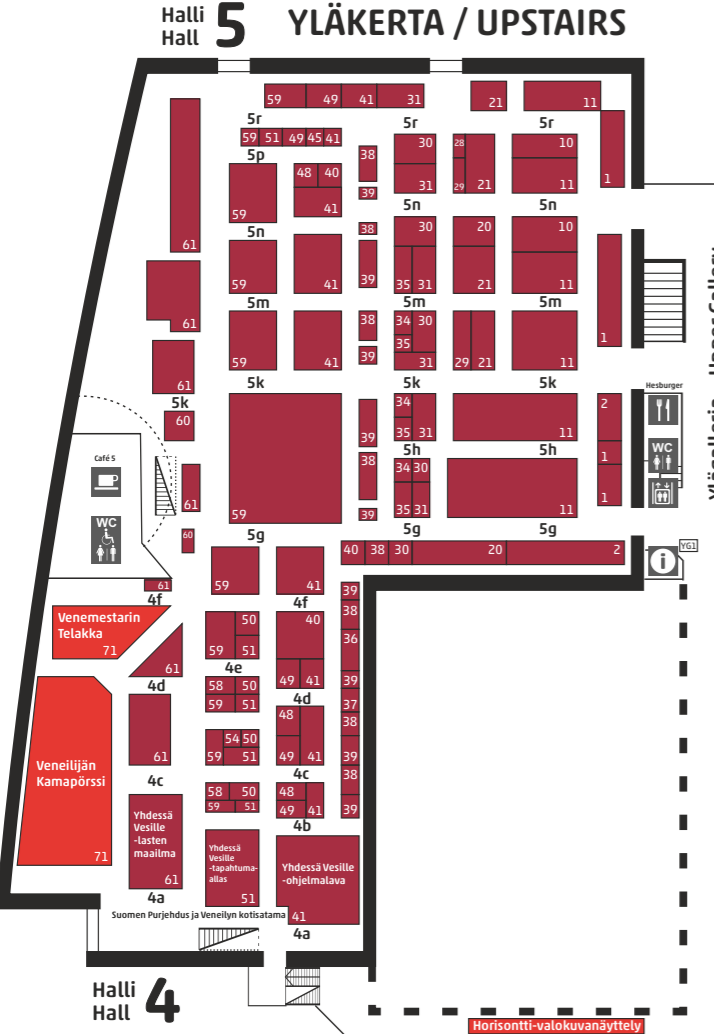 Halli
Hall 5
YLÄKERTA / UPSTAIRS
59 49 41 31 21 11
5r 5r 5r
59 51 49 45 41 38 30 28 10 1
5p
48 40 39 31 29 21 11
59 41
5n 5n 5n
61 38 30 20 10
59 41 39 35 31 21 11
5m 5m 5m
61 38 34 30 1
35
59 41 39 31 29 21 11
61
5k 5k 5k 5k
60 34 2
39 35 31 11
5h 5h
38 34 30 1
61 59 39 35 31 11 1
5g 5g 5g
60 40 38 30 20 2
Hesburger
WC
Café 5
WC
YG1
i
Ylägalleria - Upper Gallery
61 59 41 39
4f 4f
Venemestarin
Telakka
71
50 40 38
61 59 51 36
4e
4d 58 50 49 41 39
59 51
4d
37
48 38
54 50
61 59 51 49 41 39
4c 4c
58 50 48 38
59 51 49 41 39
4b
Veneilijän
Kamapörssi
71
Yhdessä
Vesille
-lasten
maailma
61
4a
Yhdessä
Vesille
-tapahtuma-
allas
51
Yhdessä Vesille
-ohjelmalava
41
4a
Suomen Purjehdus ja Veneilyn kotisatama
Halli
Hall 4
Horisontti-valokuvanäyttely